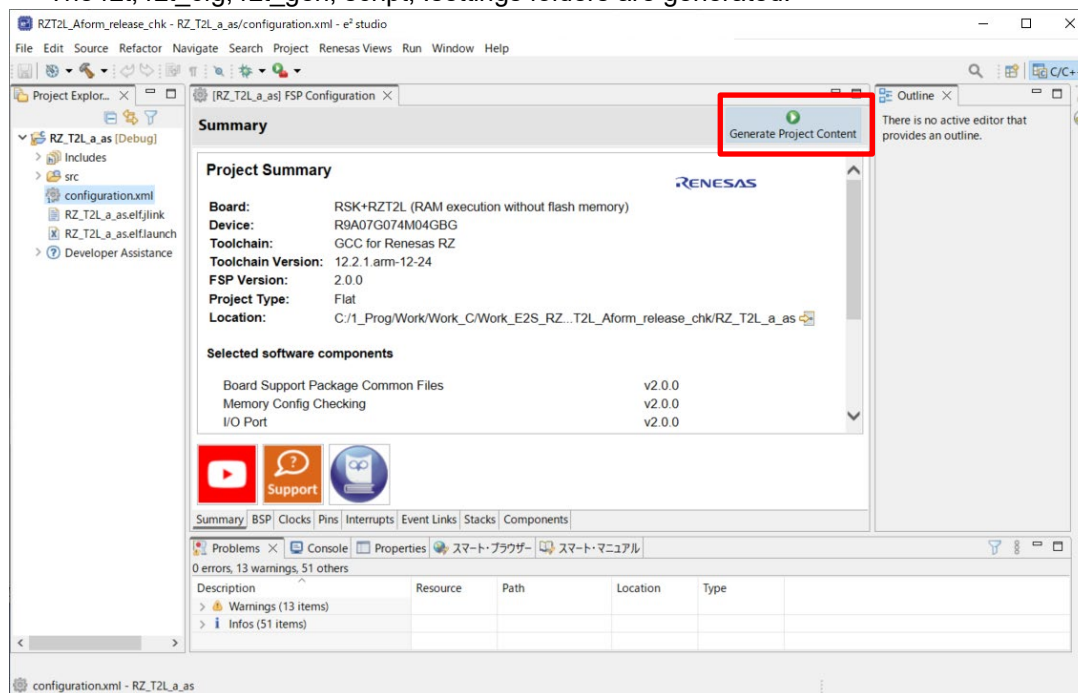 RZT2L_Aform_release_chk - RZ_T2L_a_as/configuration.xml - e² studio
File Edit Source Refactor Navigate Search Project Renesas Views Run Window Help
C/C+
Project Explor...
[RZ_T2L_a_as] FSP Configuration
Outline
Summary
Generate Project Content
There is no active editor that
provides an outline.
RZ_T2L_a_as [Debug]
Includes
src
configuration.xml
RZ_T2L_a_as.elf.jlink
RZ_T2L_a_as.elf.launch
Developer Assistance
Project Summary
RENESAS
Board: RSK+RZT2L (RAM execution without flash memory)
Device: R9A07G074M04GBG
Toolchain: GCC for Renesas RZ
Toolchain Version: 12.2.1.arm-12-24
FSP Version: 2.0.0
Project Type: Flat
Location: C:/1_Prog/Work/Work_C/Work_E2S_RZ...T2L_Aform_release_chk/RZ_T2L_a_as
Selected software components
Board Support Package Common Files v2.0.0
Memory Config Checking v2.0.0
I/O Port v2.0.0
Support
Summary BSP Clocks Pins Interrupts Event Links Stacks Components
Problems Console Properties スマート・ブラウザー スマート・マニュアル
0 errors, 13 warnings, 51 others
Description Resource Path Location Type
Warnings (13 items)
Infos (51 items)
configuration.xml - RZ_T2L_a_as